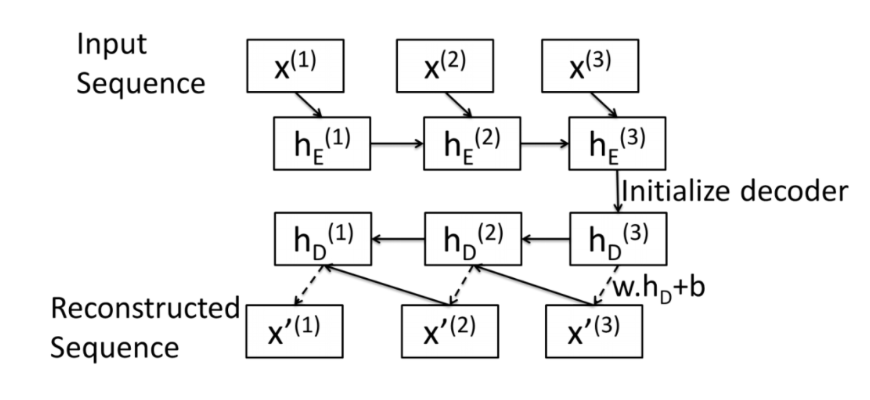 Input
Sequence
x⁽¹⁾ x⁽²⁾ x⁽³⁾
h_E⁽¹⁾ h_E⁽²⁾ h_E⁽³⁾
Initialize decoder
h_D⁽¹⁾ h_D⁽²⁾ h_D⁽³⁾
w.h_D+b
Reconstructed
Sequence
x’⁽¹⁾ x’⁽²⁾ x’⁽³⁾